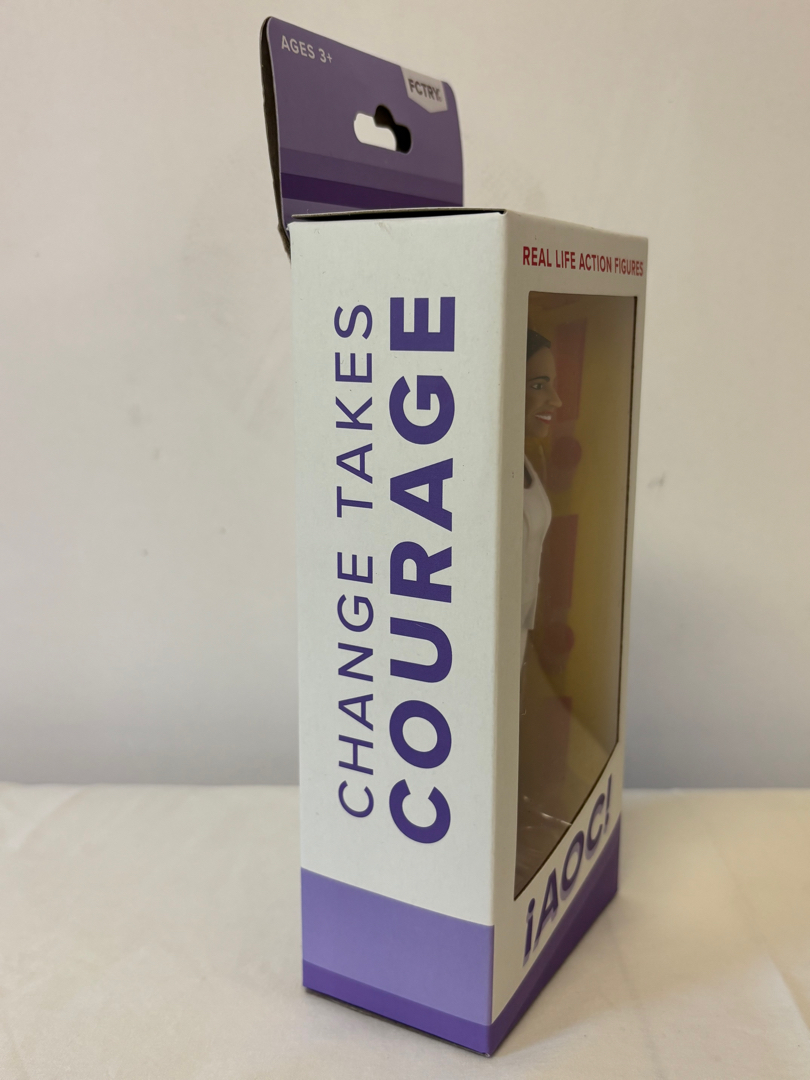 AGES 3+
FCTRY
REAL LIFE ACTION FIGURES
CHANGE TAKES
COURAGE
¡AOC!